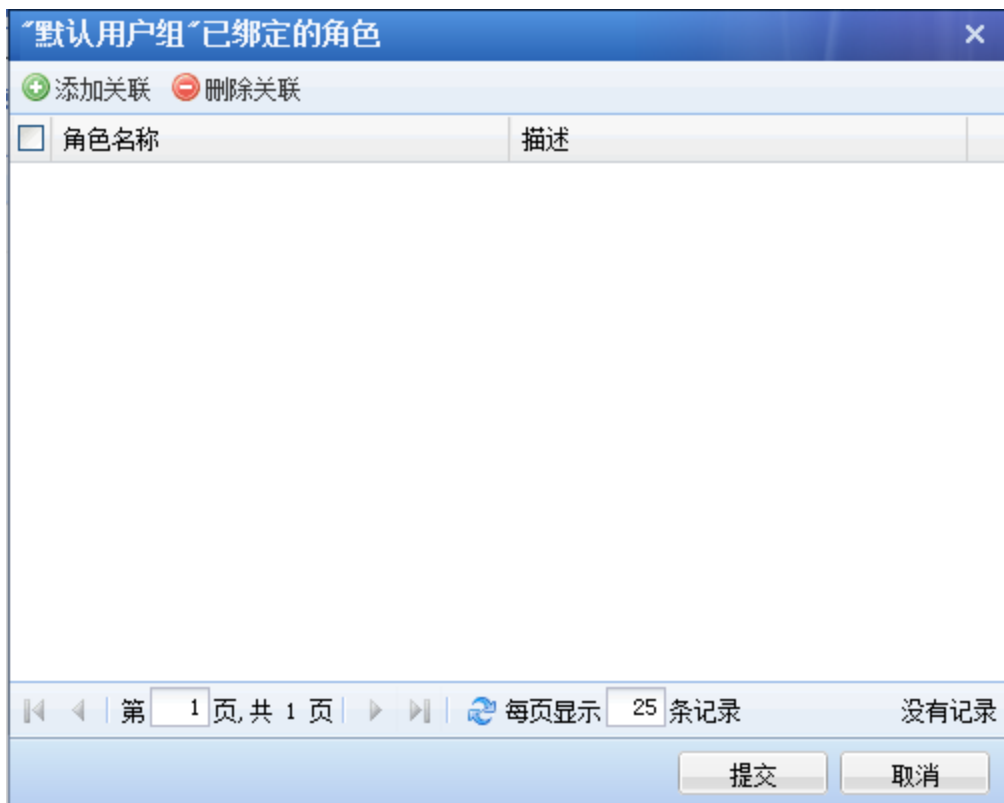 “默认用户组”已绑定的角色
添加关联 删除关联
角色名称 描述
第 1 页,共 1 页 每页显示 25 条记录 没有记录
提交 取消